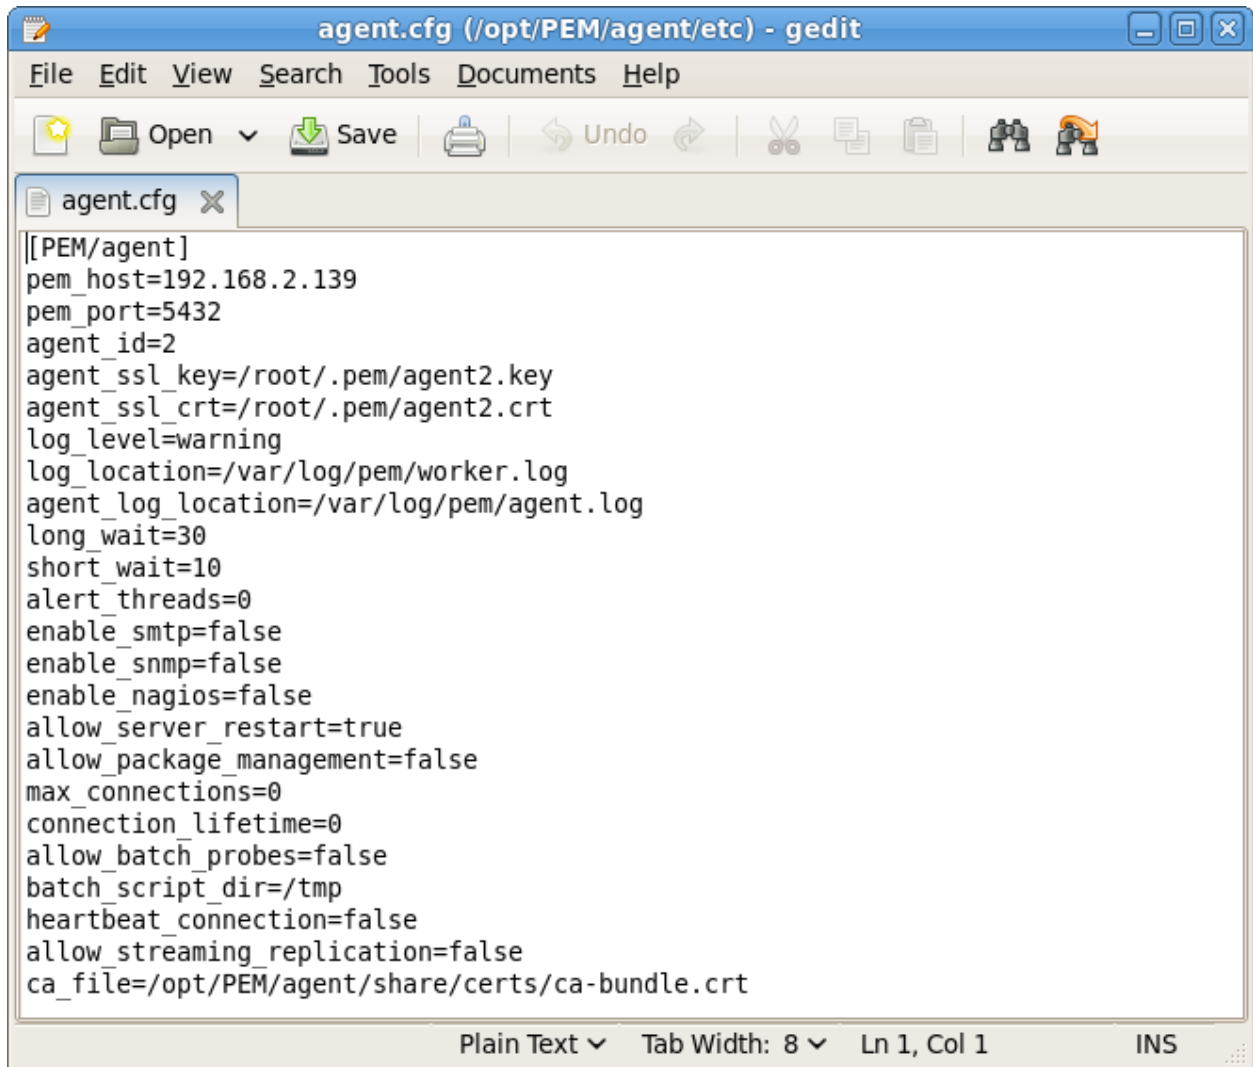 agent.cfg (/opt/PEM/agent/etc) - gedit
File Edit View Search Tools Documents Help
Open Save Undo
agent.cfg
[PEM/agent]
pem_host=192.168.2.139
pem_port=5432
agent_id=2
agent_ssl_key=/root/.pem/agent2.key
agent_ssl_crt=/root/.pem/agent2.crt
log_level=warning
log_location=/var/log/pem/worker.log
agent_log_location=/var/log/pem/agent.log
long_wait=30
short_wait=10
alert_threads=0
enable_smtp=false
enable_snmp=false
enable_nagios=false
allow_server_restart=true
allow_package_management=false
max_connections=0
connection_lifetime=0
allow_batch_probes=false
batch_script_dir=/tmp
heartbeat_connection=false
allow_streaming_replication=false
ca_file=/opt/PEM/agent/share/certs/ca-bundle.crt
Plain Text Tab Width: 8 Ln 1, Col 1 INS